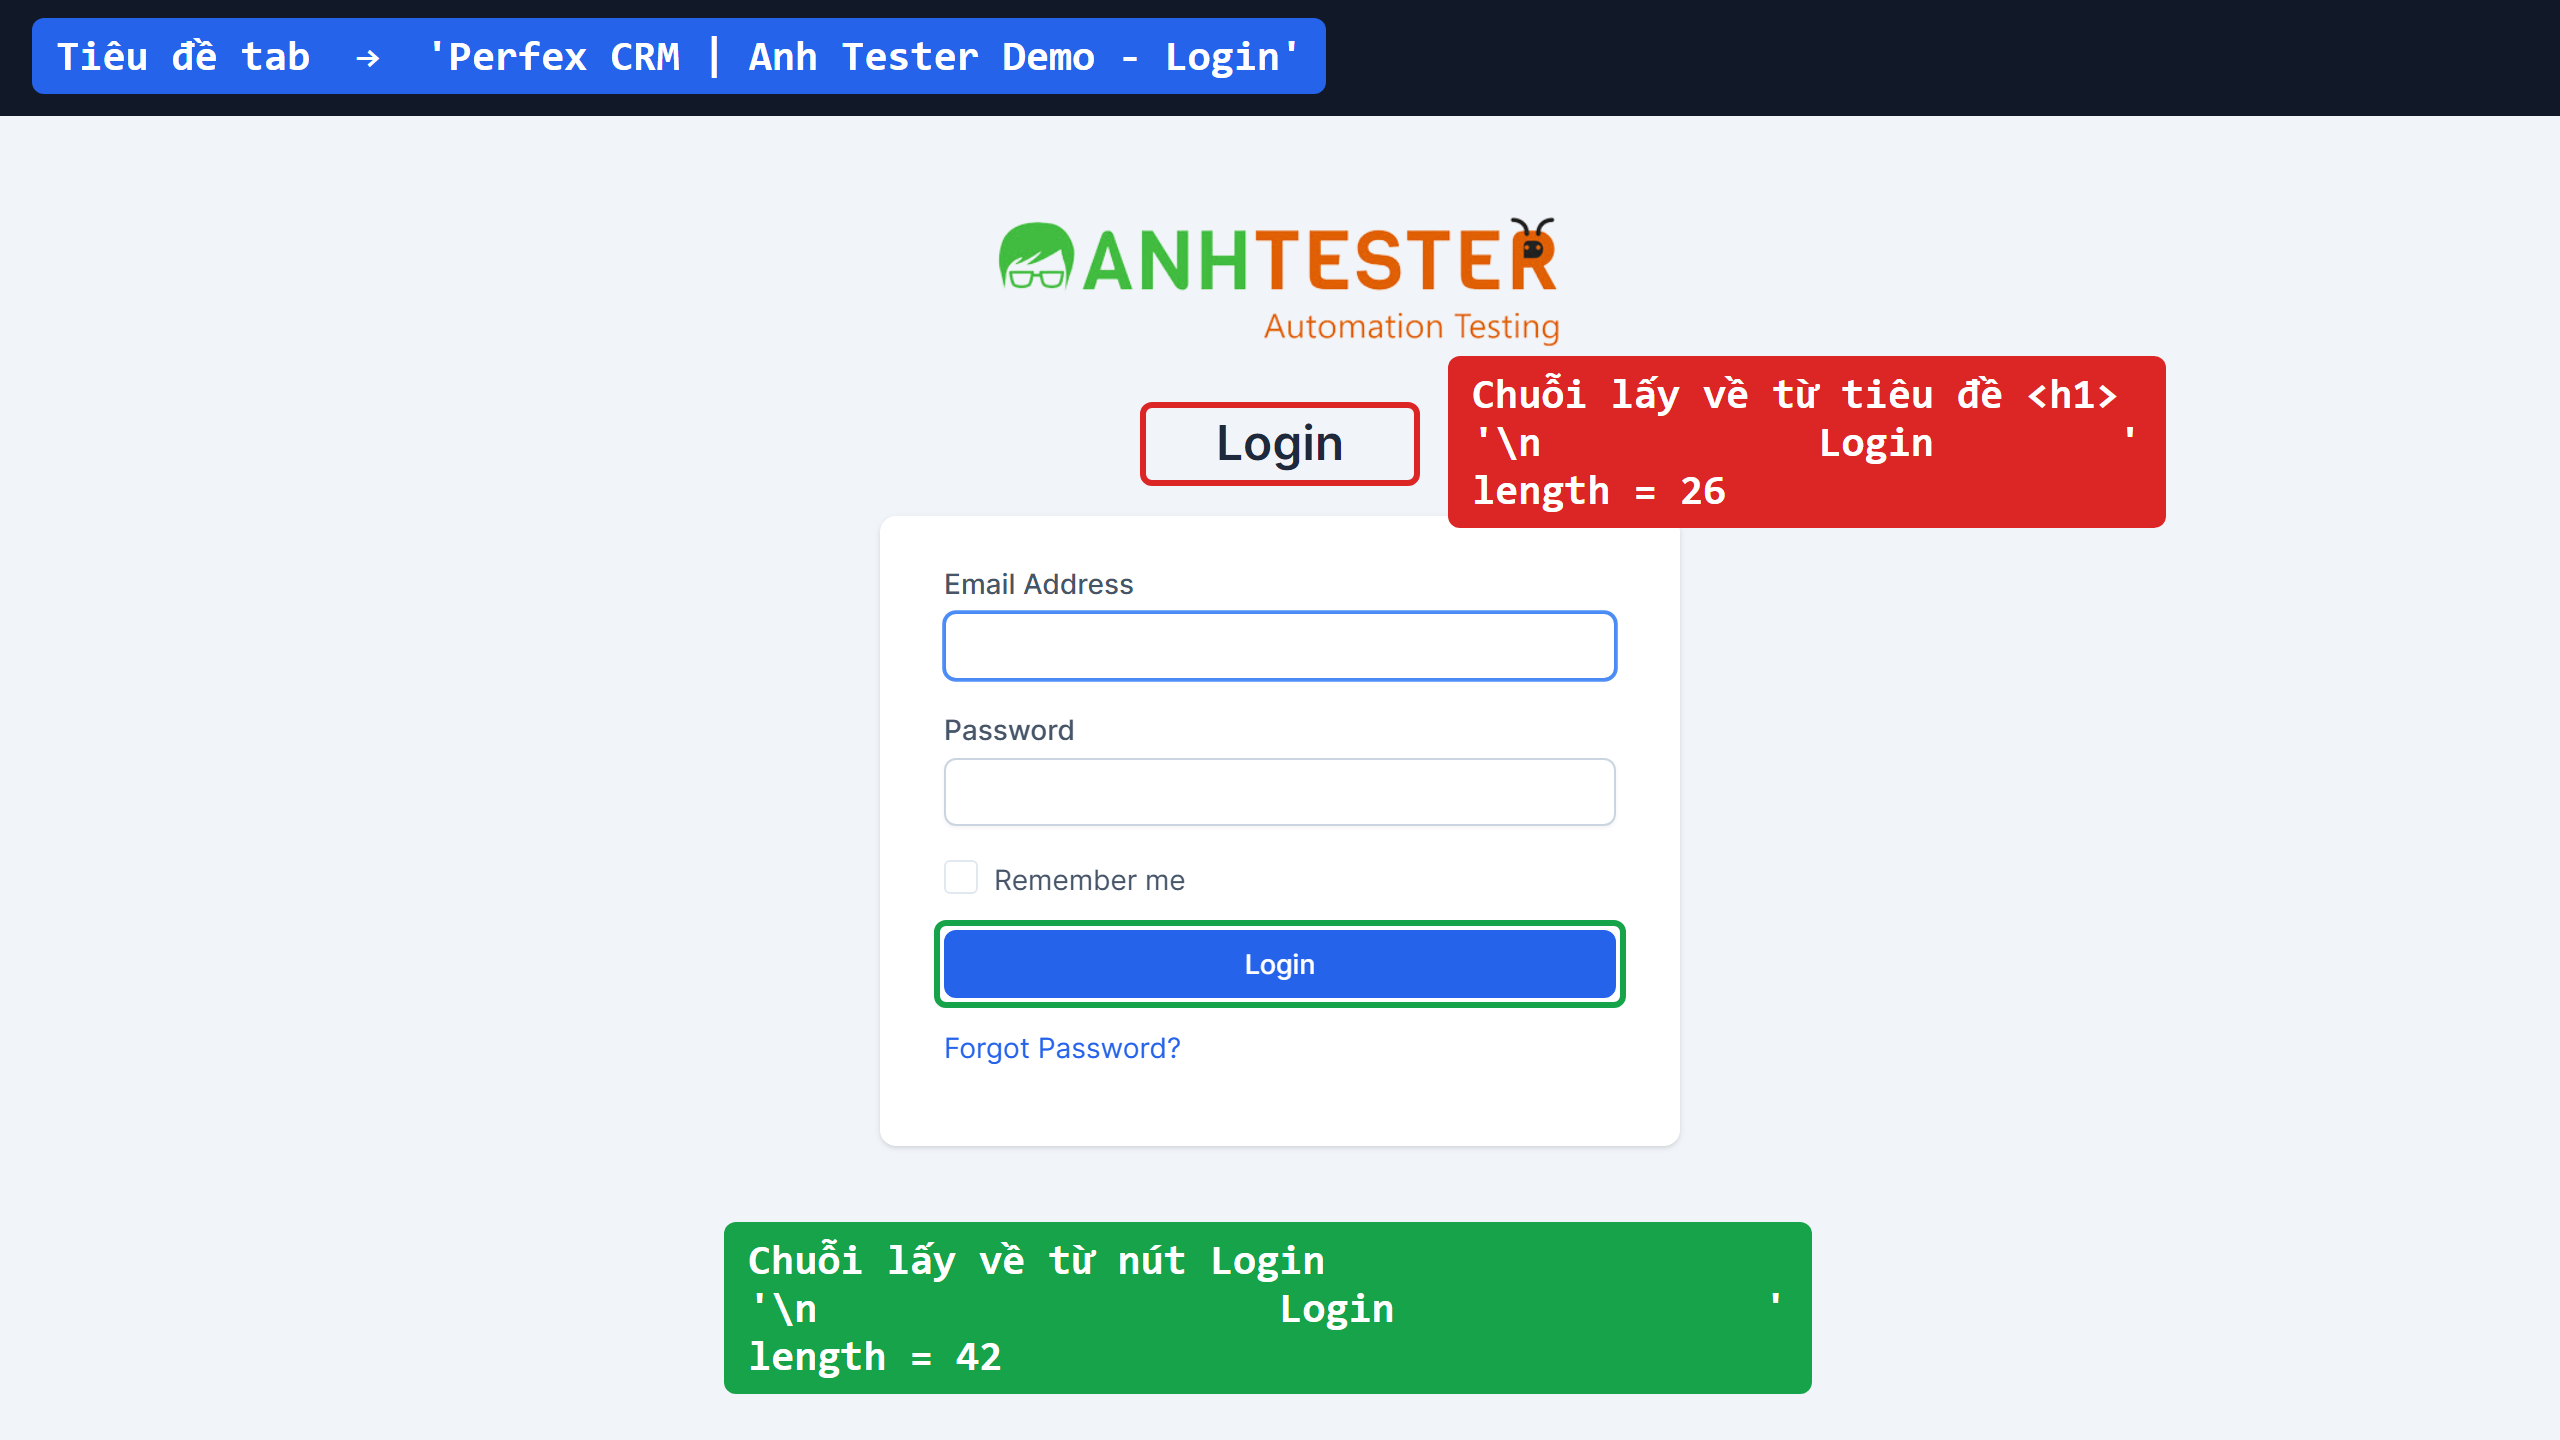 Tiêu đề tab → 'Perfex CRM | Anh Tester Demo - Login'
ANHTESTER
Automation Testing
Login
Chuỗi lấy về từ tiêu đề <h1>
'\n            Login        '
length = 26
Email Address
Password
Remember me
Login
Forgot Password?
Chuỗi lấy về từ nút Login
'\n                    Login                '
length = 42